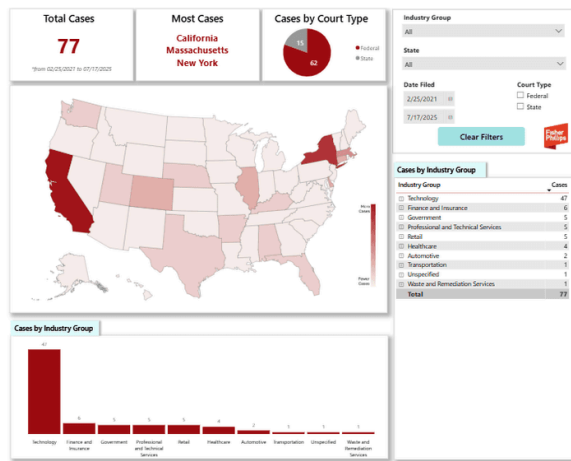 Total Cases
77
*from 02/25/2021 to 07/17/2025
Most Cases
California
Massachusetts
New York
Cases by Court Type
15
62
Federal
State
Industry Group
All
State
All
Date Filed
2/25/2021
7/17/2025
Court Type
Federal
State
Clear Filters
Fisher
Phillips
Most
Cases
Fewer
Cases
Cases by Industry Group
Industry Group Cases
Technology 47
Finance and Insurance 6
Government 5
Professional and Technical Services 5
Retail 5
Healthcare 4
Automotive 2
Transportation 1
Unspecified 1
Waste and Remediation Services 1
Total 77
Cases by Industry Group
47
6
5
5
5
4
2
1
1
1
Technology
Finance and Insurance
Government
Professional and Technical Services
Retail
Healthcare
Automotive
Transportation
Unspecified
Waste and Remediation Services